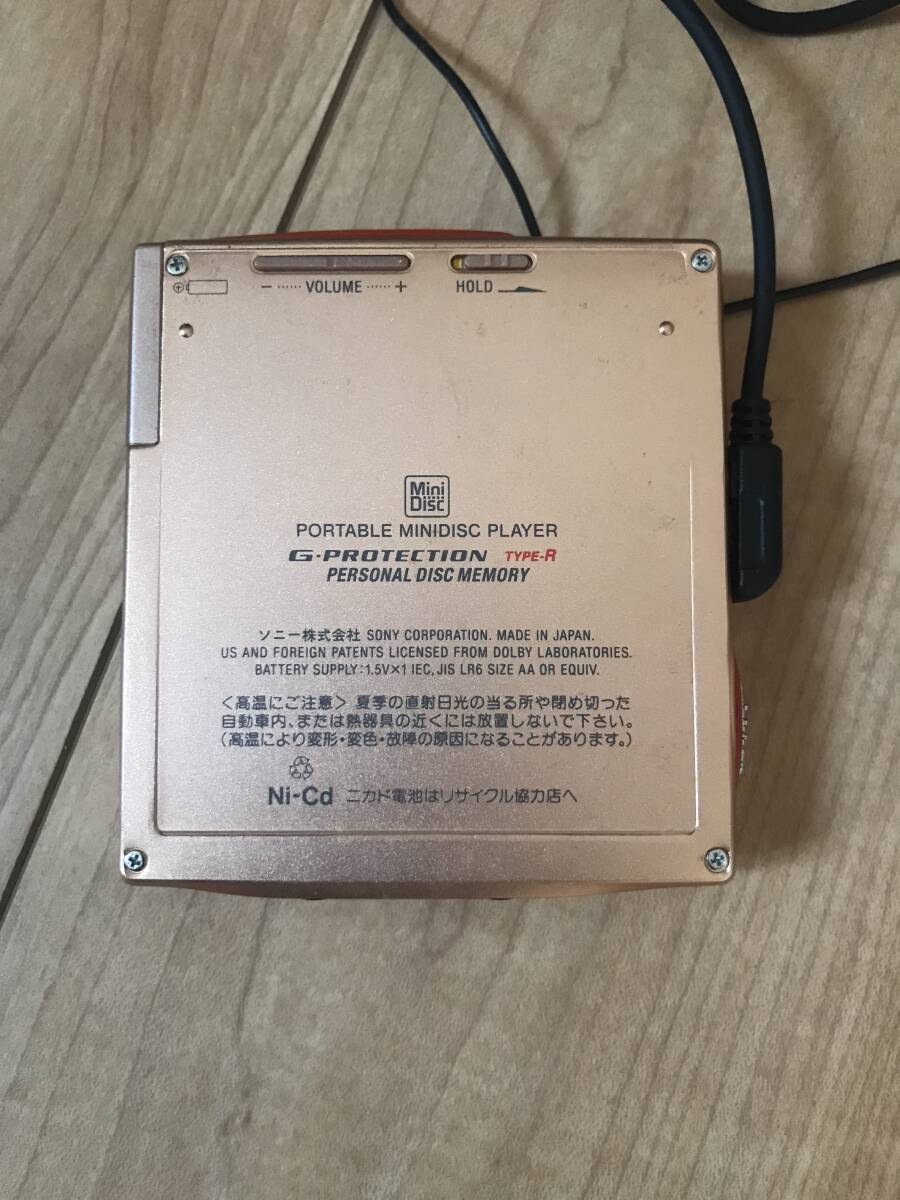 − ······ VOLUME ······ +
HOLD
Mini
Disc
PORTABLE MINIDISC PLAYER
G-PROTECTION TYPE-R
PERSONAL DISC MEMORY
ソニー株式会社 SONY CORPORATION. MADE IN JAPAN.
US AND FOREIGN PATENTS LICENSED FROM DOLBY LABORATORIES.
BATTERY SUPPLY:1.5V×1 IEC, JIS LR6 SIZE AA OR EQUIV.
<高温にご注意> 夏季の直射日光の当る所や閉め切った
自動車内、または熱器具の近くには放置しないで下さい。
(高温により変形・変色・故障の原因になることがあります。)
Ni-Cd ニカド電池はリサイクル協力店へ